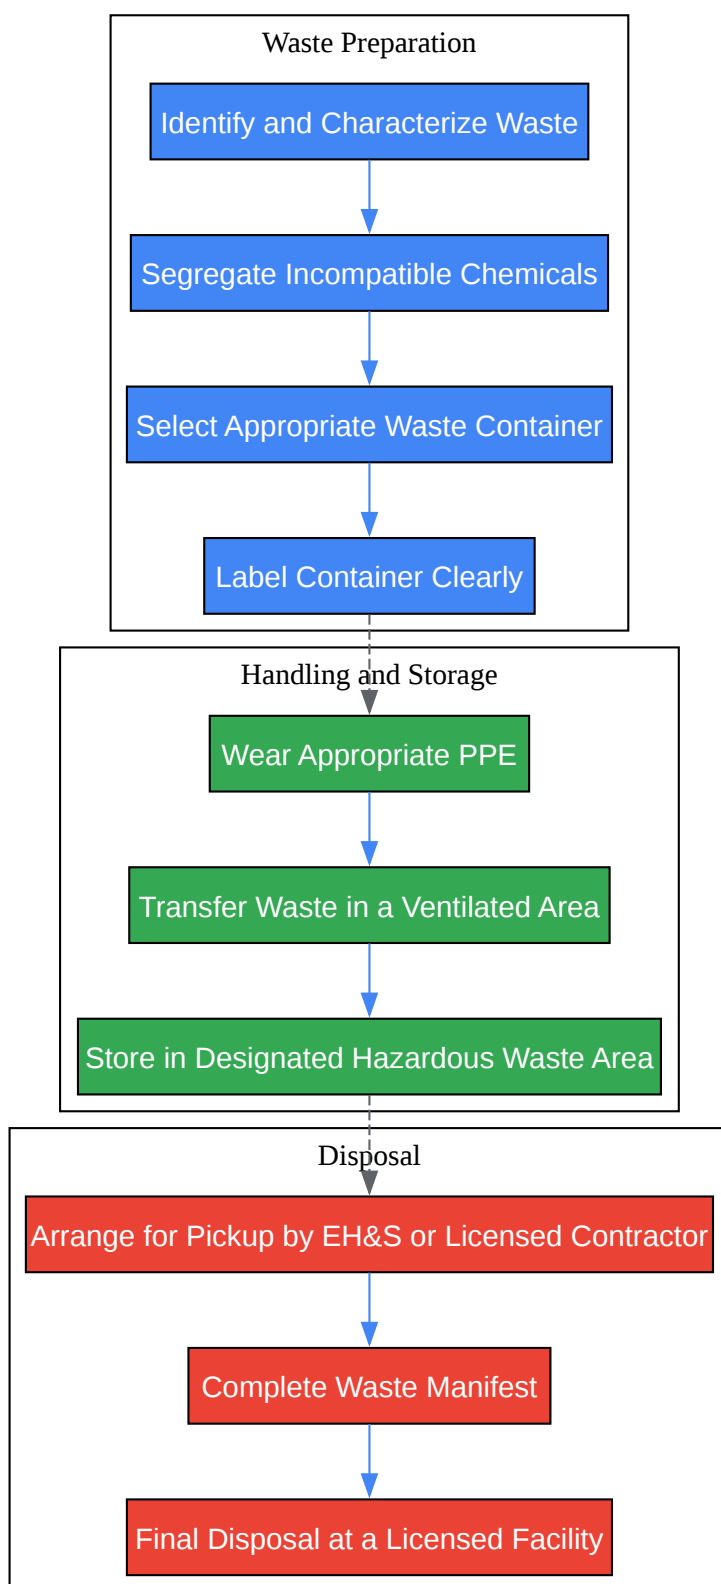 Waste Preparation
Identify and Characterize Waste
Segregate Incompatible Chemicals
Select Appropriate Waste Container
Label Container Clearly
Handling and Storage
Wear Appropriate PPE
Transfer Waste in a Ventilated Area
Store in Designated Hazardous Waste Area
Disposal
Arrange for Pickup by EH&S or Licensed Contractor
Complete Waste Manifest
Final Disposal at a Licensed Facility